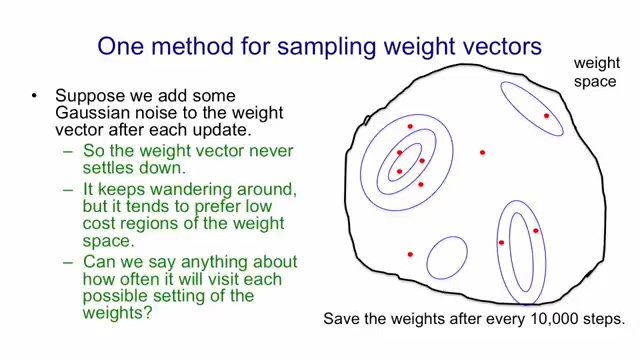 One method for sampling weight vectors
• Suppose we add some
Gaussian noise to the weight
vector after each update.
– So the weight vector never
settles down.
– It keeps wandering around,
but it tends to prefer low
cost regions of the weight
space.
– Can we say anything about
how often it will visit each
possible setting of the
weights?
weight
space
Save the weights after every 10,000 steps.